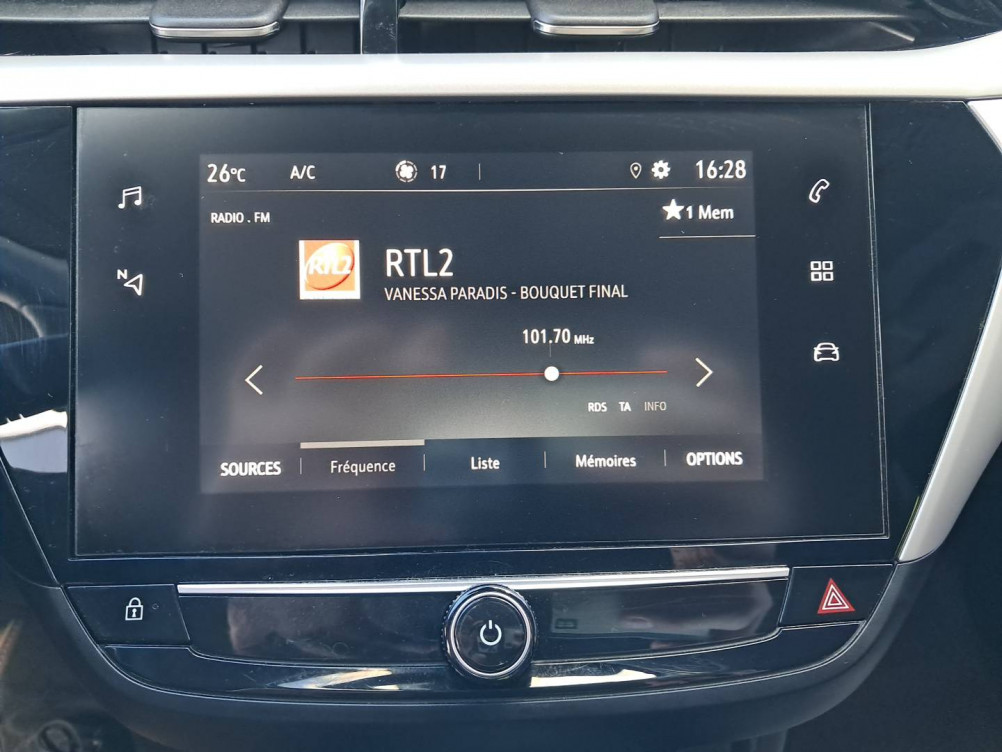 26°C A/C 17 16:28
RADIO . FM
★1 Mem
RTL2
RTL2
VANESSA PARADIS - BOUQUET FINAL
N
101.70 MHz
RDS TA INFO
SOURCES Fréquence Liste Mémoires OPTIONS